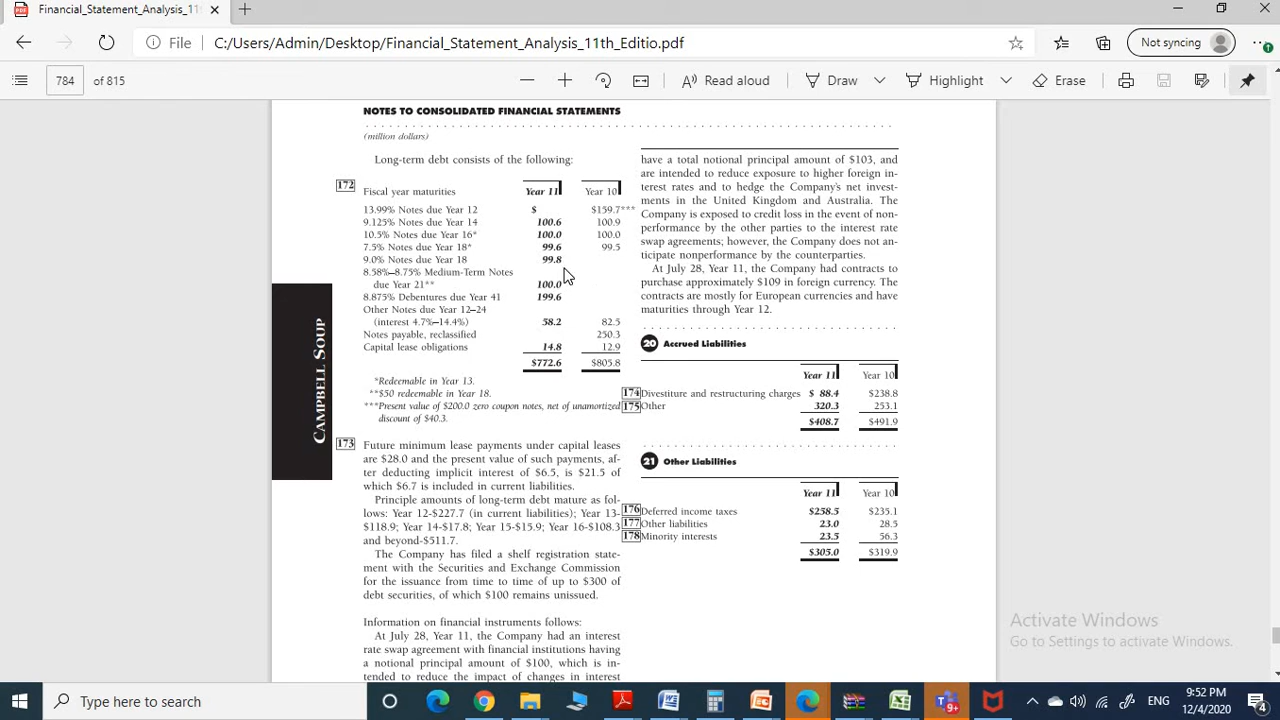 Financial_Statement_Analysis_11
File
C:/Users/Admin/Desktop/Financial_Statement_Analysis_11th_Editio.pdf
Not syncing
784 of 815
Read aloud
Draw
Highlight
Erase
NOTES TO CONSOLIDATED FINANCIAL STATEMENTS
(million dollars)
Long-term debt consists of the following:
172
Fiscal year maturities Year 11 Year 10
13.99% Notes due Year 12 $ $159.7***
9.125% Notes due Year 14 100.6 100.9
10.5% Notes due Year 16* 100.0 100.0
7.5% Notes due Year 18* 99.6 99.5
9.0% Notes due Year 18 99.8
8.58%–8.75% Medium-Term Notes
due Year 21** 100.0
8.875% Debentures due Year 41 199.6
Other Notes due Year 12–24
(interest 4.7%–14.4%) 58.2 82.5
Notes payable, reclassified 250.3
Capital lease obligations 14.8 12.9
$772.6 $805.8
*Redeemable in Year 13.
**$50 redeemable in Year 18.
***Present value of $200.0 zero coupon notes, net of unamortized
discount of $40.3.
CAMPBELL SOUP
173
Future minimum lease payments under capital leases
are $28.0 and the present value of such payments, af-
ter deducting implicit interest of $6.5, is $21.5 of
which $6.7 is included in current liabilities.
Principle amounts of long-term debt mature as fol-
lows: Year 12-$227.7 (in current liabilities); Year 13-
$118.9; Year 14-$17.8; Year 15-$15.9; Year 16-$108.3
and beyond-$511.7.
The Company has filed a shelf registration state-
ment with the Securities and Exchange Commission
for the issuance from time to time of up to $300 of
debt securities, of which $100 remains unissued.
Information on financial instruments follows:
At July 28, Year 11, the Company had an interest
rate swap agreement with financial institutions having
a notional principal amount of $100, which is in-
tended to reduce the impact of changes in interest
have a total notional principal amount of $103, and
are intended to reduce exposure to higher foreign in-
terest rates and to hedge the Company's net invest-
ments in the United Kingdom and Australia. The
Company is exposed to credit loss in the event of non-
performance by the other parties to the interest rate
swap agreements; however, the Company does not an-
ticipate nonperformance by the counterparties.
At July 28, Year 11, the Company had contracts to
purchase approximately $109 in foreign currency. The
contracts are mostly for European currencies and have
maturities through Year 12.
20 Accrued Liabilities
Year 11 Year 10
174 Divestiture and restructuring charges $ 88.4 $238.8
175 Other 320.3 253.1
$408.7 $491.9
21 Other Liabilities
Year 11 Year 10
176 Deferred income taxes $258.5 $235.1
177 Other liabilities 23.0 28.5
178 Minority interests 23.5 56.3
$305.0 $319.9
Activate Windows
Go to Settings to activate Windows.
Type here to search
9+
ENG
9:52 PM
12/4/2020
4